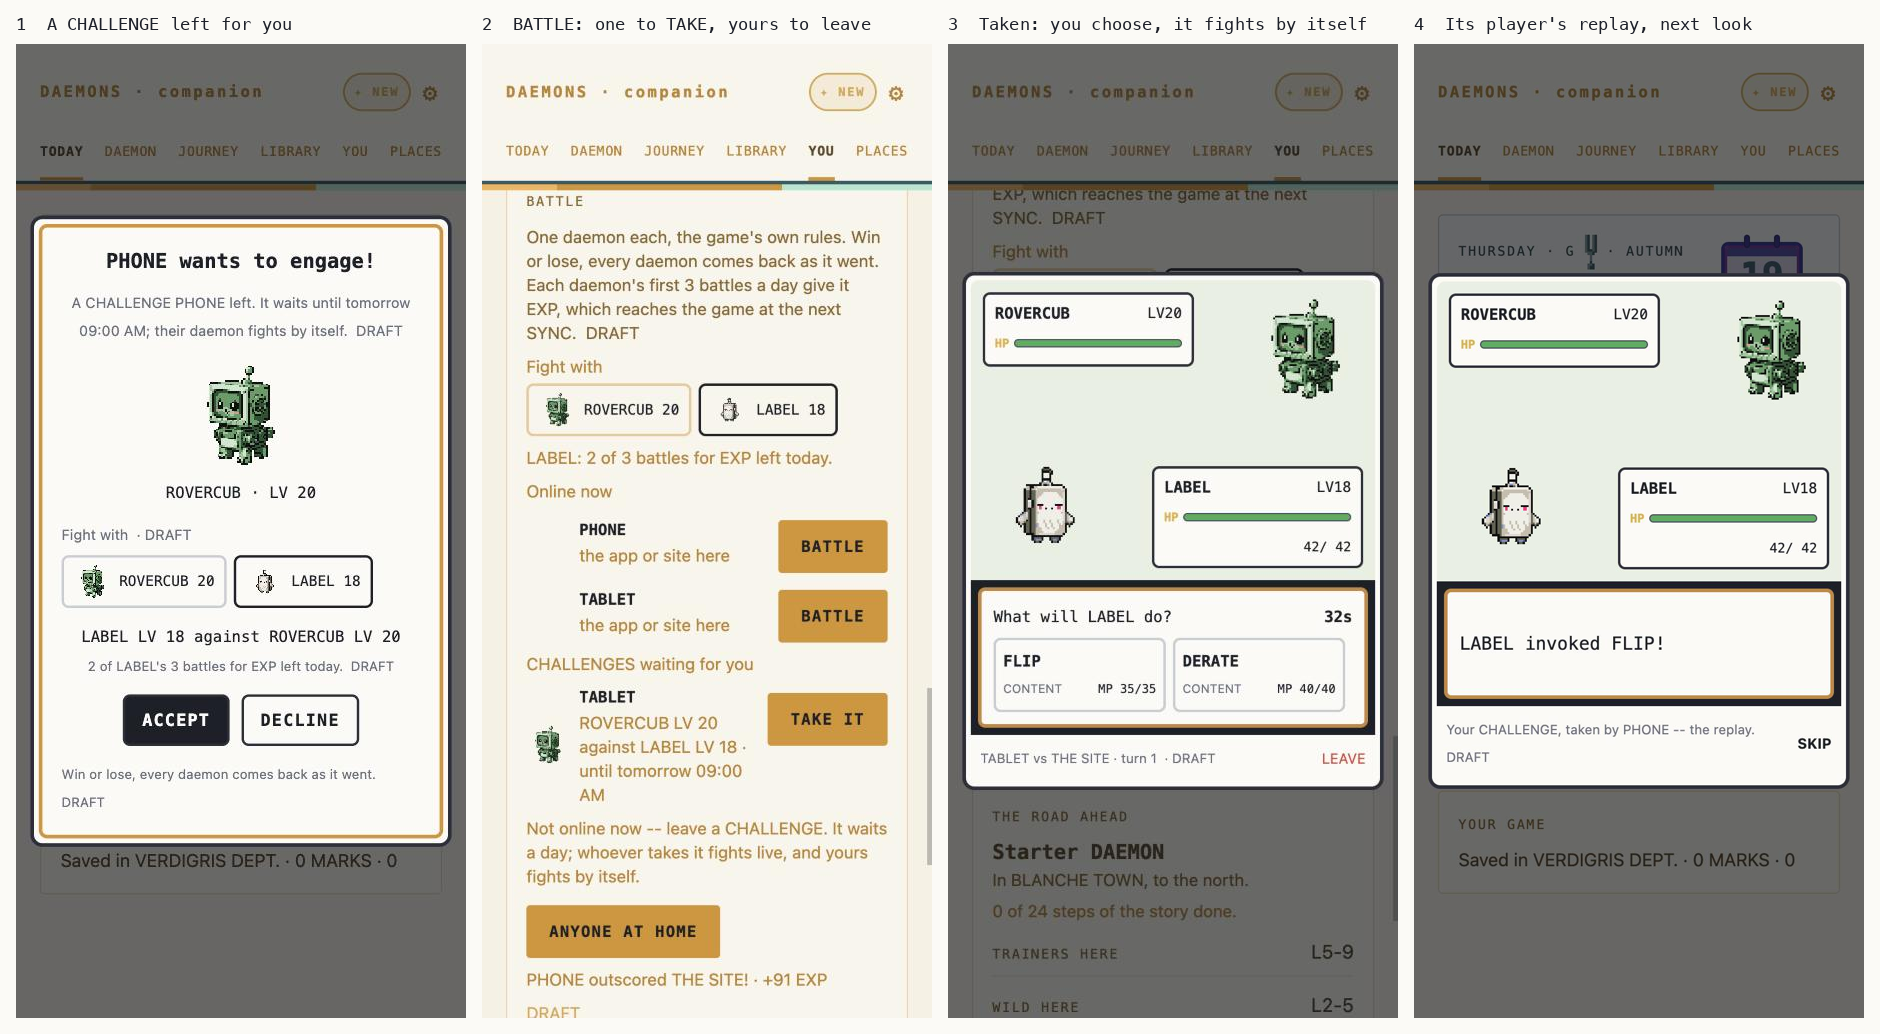 1  A CHALLENGE left for you
DAEMONS · companion
+ NEW
TODAY DAEMON JOURNEY LIBRARY YOU PLACES
PHONE wants to engage!
A CHALLENGE PHONE left. It waits until tomorrow
09:00 AM; their daemon fights by itself. DRAFT
ROVERCUB · LV 20
Fight with · DRAFT
ROVERCUB 20
LABEL 18
LABEL LV 18 against ROVERCUB LV 20
2 of LABEL's 3 battles for EXP left today. DRAFT
ACCEPT
DECLINE
Win or lose, every daemon comes back as it went.
DRAFT
Saved in VERDIGRIS DEPT. · 0 MARKS · 0
2  BATTLE: one to TAKE, yours to leave
DAEMONS · companion
+ NEW
TODAY DAEMON JOURNEY LIBRARY YOU PLACES
BATTLE
One daemon each, the game's own rules. Win
or lose, every daemon comes back as it went.
Each daemon's first 3 battles a day give it
EXP, which reaches the game at the next
SYNC. DRAFT
Fight with
ROVERCUB 20
LABEL 18
LABEL: 2 of 3 battles for EXP left today.
Online now
PHONE
the app or site here
BATTLE
TABLET
the app or site here
BATTLE
CHALLENGES waiting for you
TABLET
ROVERCUB LV 20
against LABEL LV 18 ·
until tomorrow 09:00
AM
TAKE IT
Not online now -- leave a CHALLENGE. It waits
a day; whoever takes it fights live, and yours
fights by itself.
ANYONE AT HOME
PHONE outscored THE SITE! · +91 EXP
DRAFT
3  Taken: you choose, it fights by itself
DAEMONS · companion
+ NEW
TODAY DAEMON JOURNEY LIBRARY YOU PLACES
EXP, which reaches the game at the next
SYNC. DRAFT
Fight with
ROVERCUB LV20
HP
LABEL LV18
HP
42/ 42
What will LABEL do? 32s
FLIP
CONTENT MP 35/35
DERATE
CONTENT MP 40/40
TABLET vs THE SITE · turn 1 · DRAFT
LEAVE
THE ROAD AHEAD
Starter DAEMON
In BLANCHE TOWN, to the north.
0 of 24 steps of the story done.
TRAINERS HERE L5-9
WILD HERE L2-5
4  Its player's replay, next look
DAEMONS · companion
+ NEW
TODAY DAEMON JOURNEY LIBRARY YOU PLACES
THURSDAY · G · AUTUMN
ROVERCUB LV20
HP
LABEL LV18
HP
42/ 42
LABEL invoked FLIP!
Your CHALLENGE, taken by PHONE -- the replay.
DRAFT
SKIP
YOUR GAME
Saved in VERDIGRIS DEPT. · 0 MARKS · 0